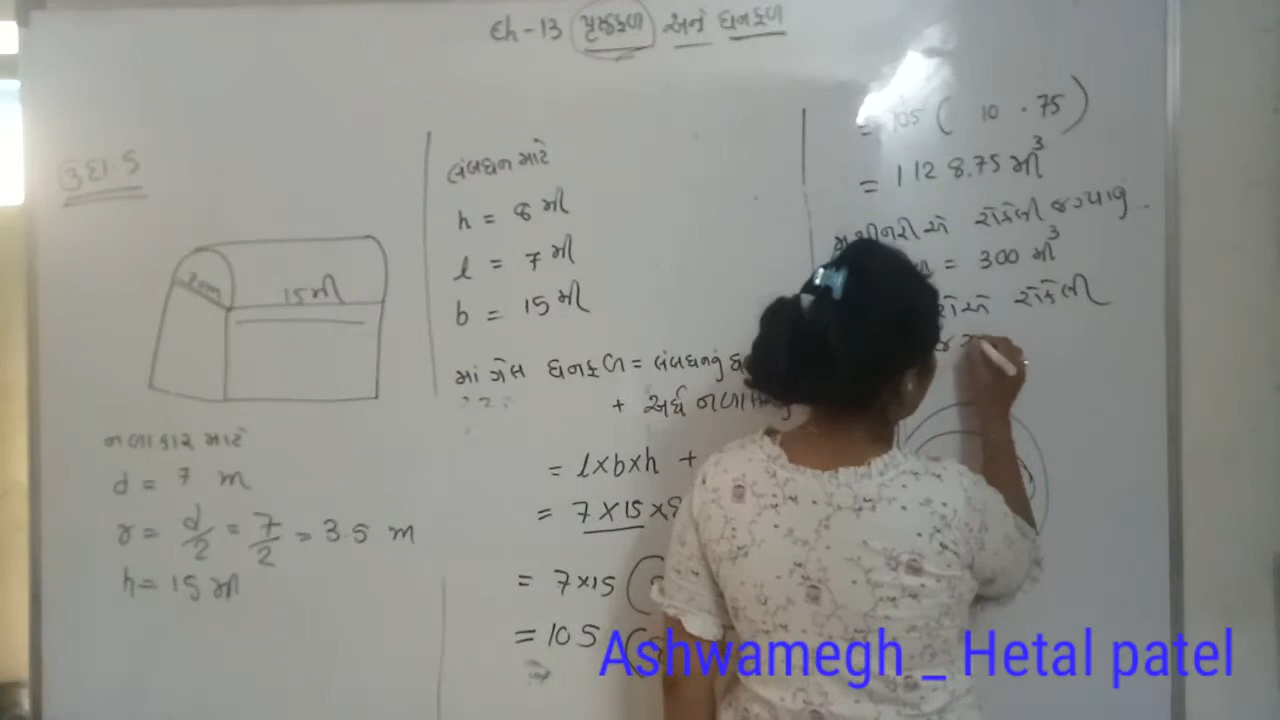 Ch-13 પૃષ્ઠફળ અને ઘનફળ
ઉદા.5
7 cm
15 મી
નળાકાર માટે
d = 7 m
r = d/2 = 7/2 = 3.5 m
h = 15 મી
લંબઘન માટે
h = 8 મી
l = 7 મી
b = 15 મી
માંગેલ ઘનફળ = લંબઘનનું
+ અર્ધ
= l×b×h +
= 7×15×8
= 7×15 (
= 105 (
= 105 ( 10.75 )
= 1128.75 મી³
મશીનરીએ રોકેલી જગ્યાનું
= 300 મી³
રોકેલી
Ashwamegh _ Hetal patel